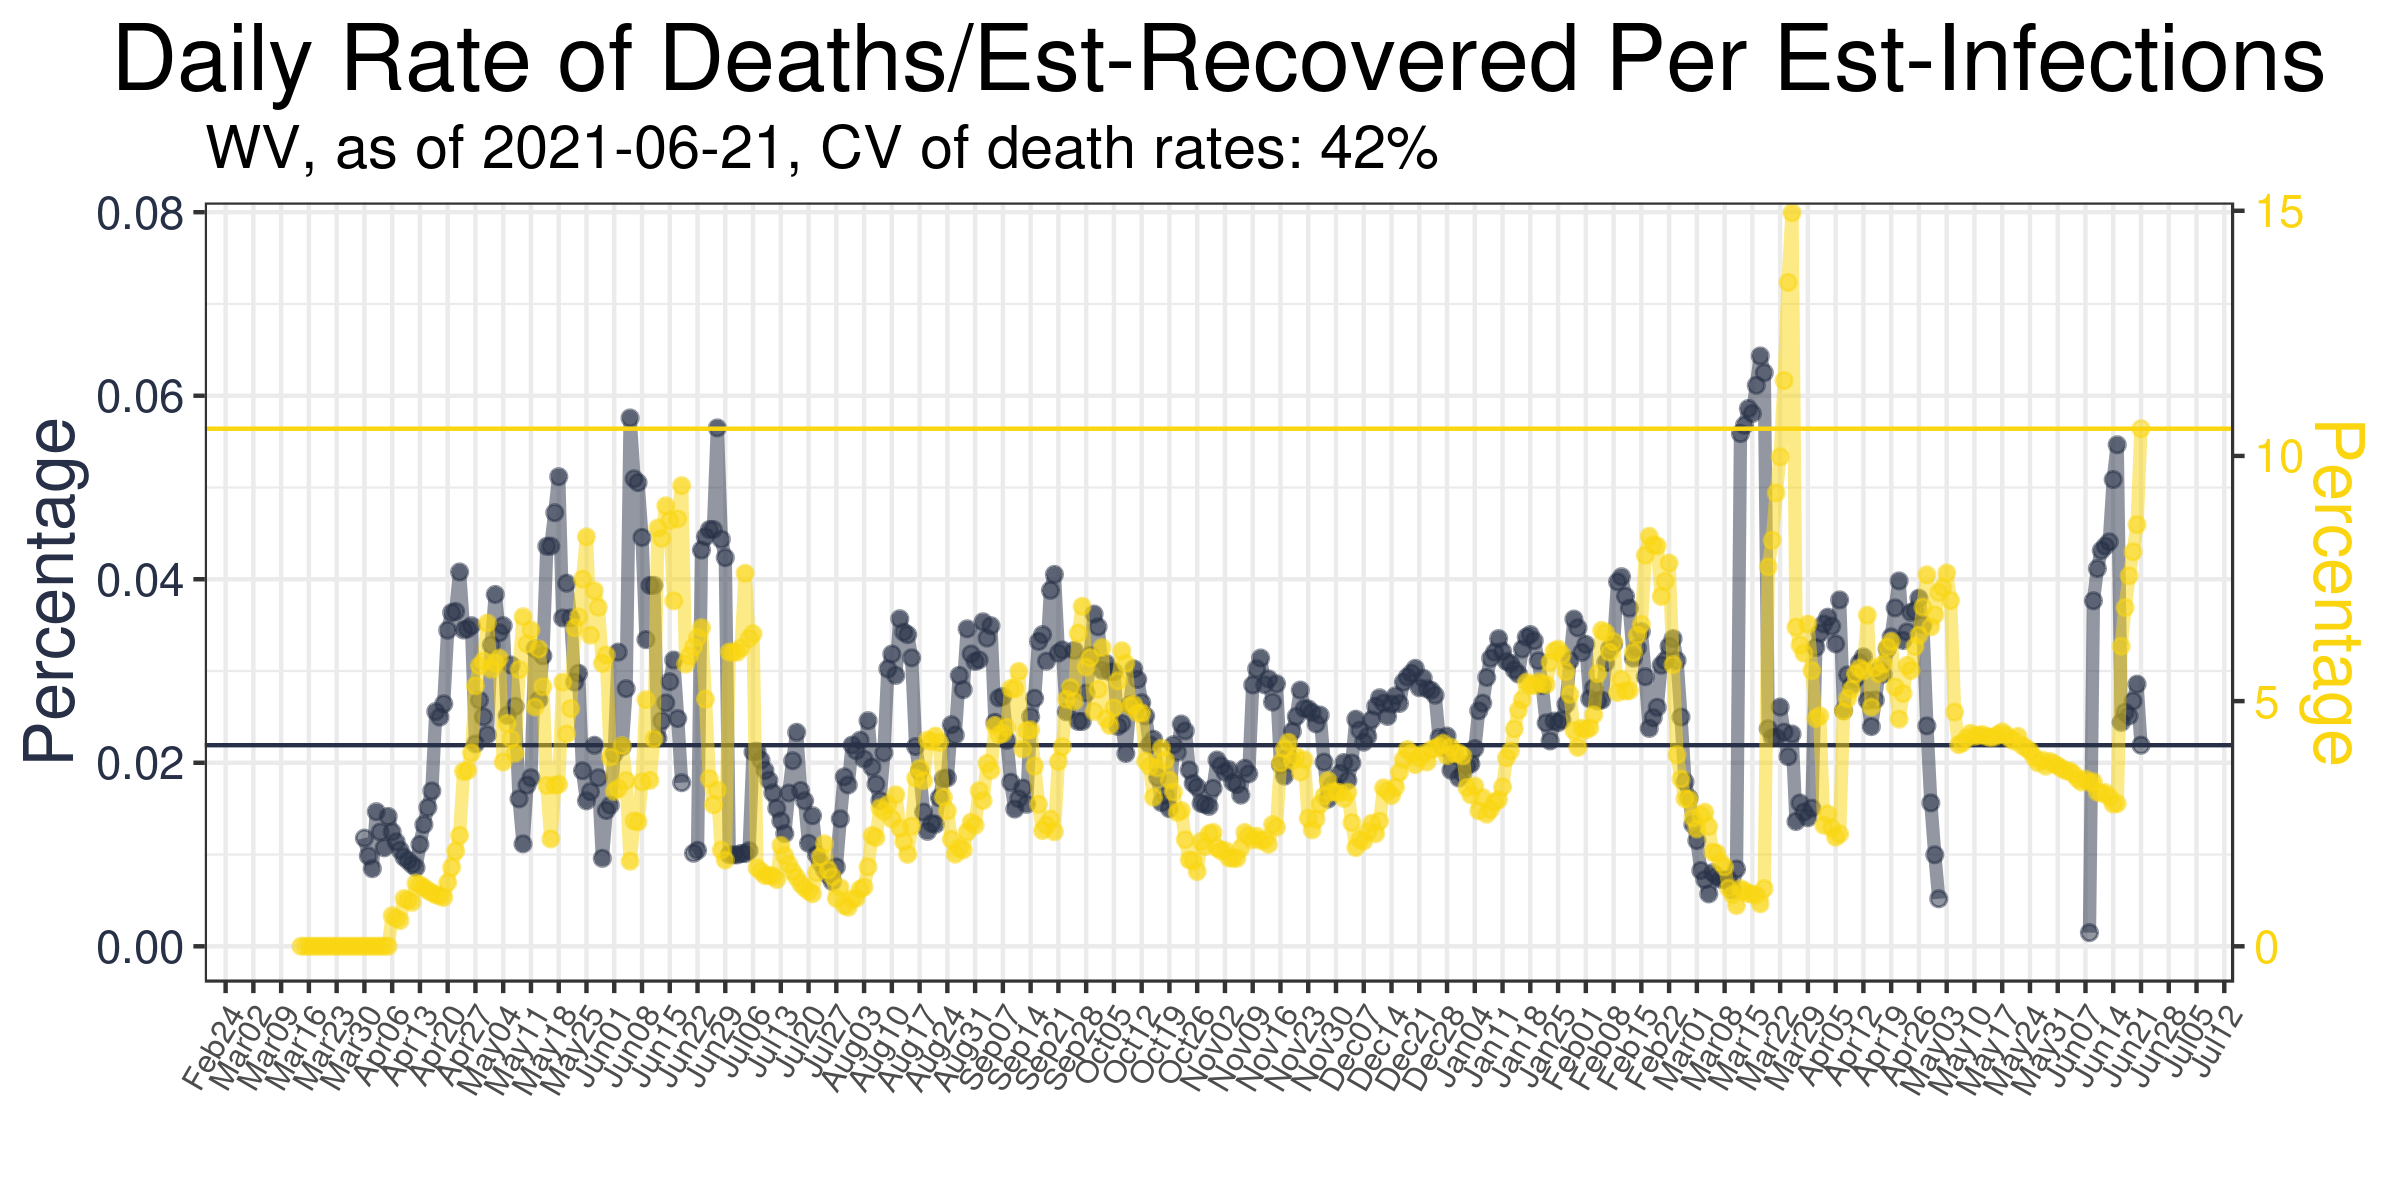 Daily Rate of Deaths/Est-Recovered Per Est-Infections
WV, as of 2021-06-21, CV of death rates: 42%
Percentage
0.08
0.06
0.04
0.02
0.00
15
10
5
0
Percentage
Feb24
Mar02
Mar09
Mar16
Mar23
Mar30
Apr06
Apr13
Apr20
Apr27
May04
May11
May18
May25
Jun01
Jun08
Jun15
Jun22
Jun29
Jul06
Jul13
Jul20
Jul27
Aug03
Aug10
Aug17
Aug24
Aug31
Sep07
Sep14
Sep21
Sep28
Oct05
Oct12
Oct19
Oct26
Nov02
Nov09
Nov16
Nov23
Nov30
Dec07
Dec14
Dec21
Dec28
Jan04
Jan11
Jan18
Jan25
Feb01
Feb08
Feb15
Feb22
Mar01
Mar08
Mar15
Mar22
Mar29
Apr05
Apr12
Apr19
Apr26
May03
May10
May17
May24
May31
Jun07
Jun14
Jun21
Jun28
Jul05
Jul12